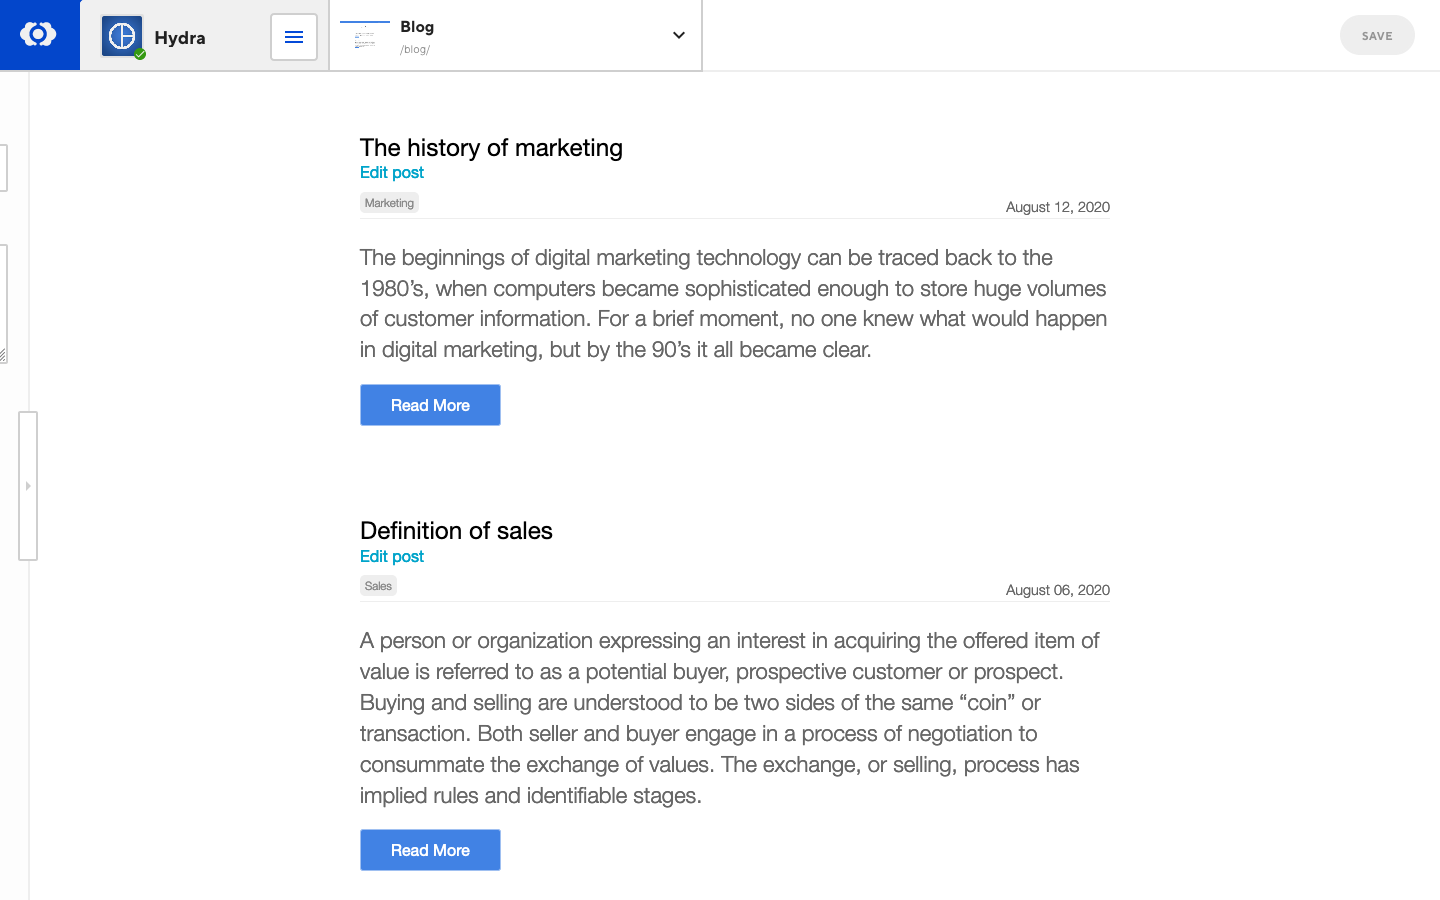 Hydra
Blog
/blog/
SAVE
The history of marketing
Edit post
Marketing
August 12, 2020
The beginnings of digital marketing technology can be traced back to the
1980’s, when computers became sophisticated enough to store huge volumes
of customer information. For a brief moment, no one knew what would happen
in digital marketing, but by the 90’s it all became clear.
Read More
Definition of sales
Edit post
Sales
August 06, 2020
A person or organization expressing an interest in acquiring the offered item of
value is referred to as a potential buyer, prospective customer or prospect.
Buying and selling are understood to be two sides of the same “coin” or
transaction. Both seller and buyer engage in a process of negotiation to
consummate the exchange of values. The exchange, or selling, process has
implied rules and identifiable stages.
Read More